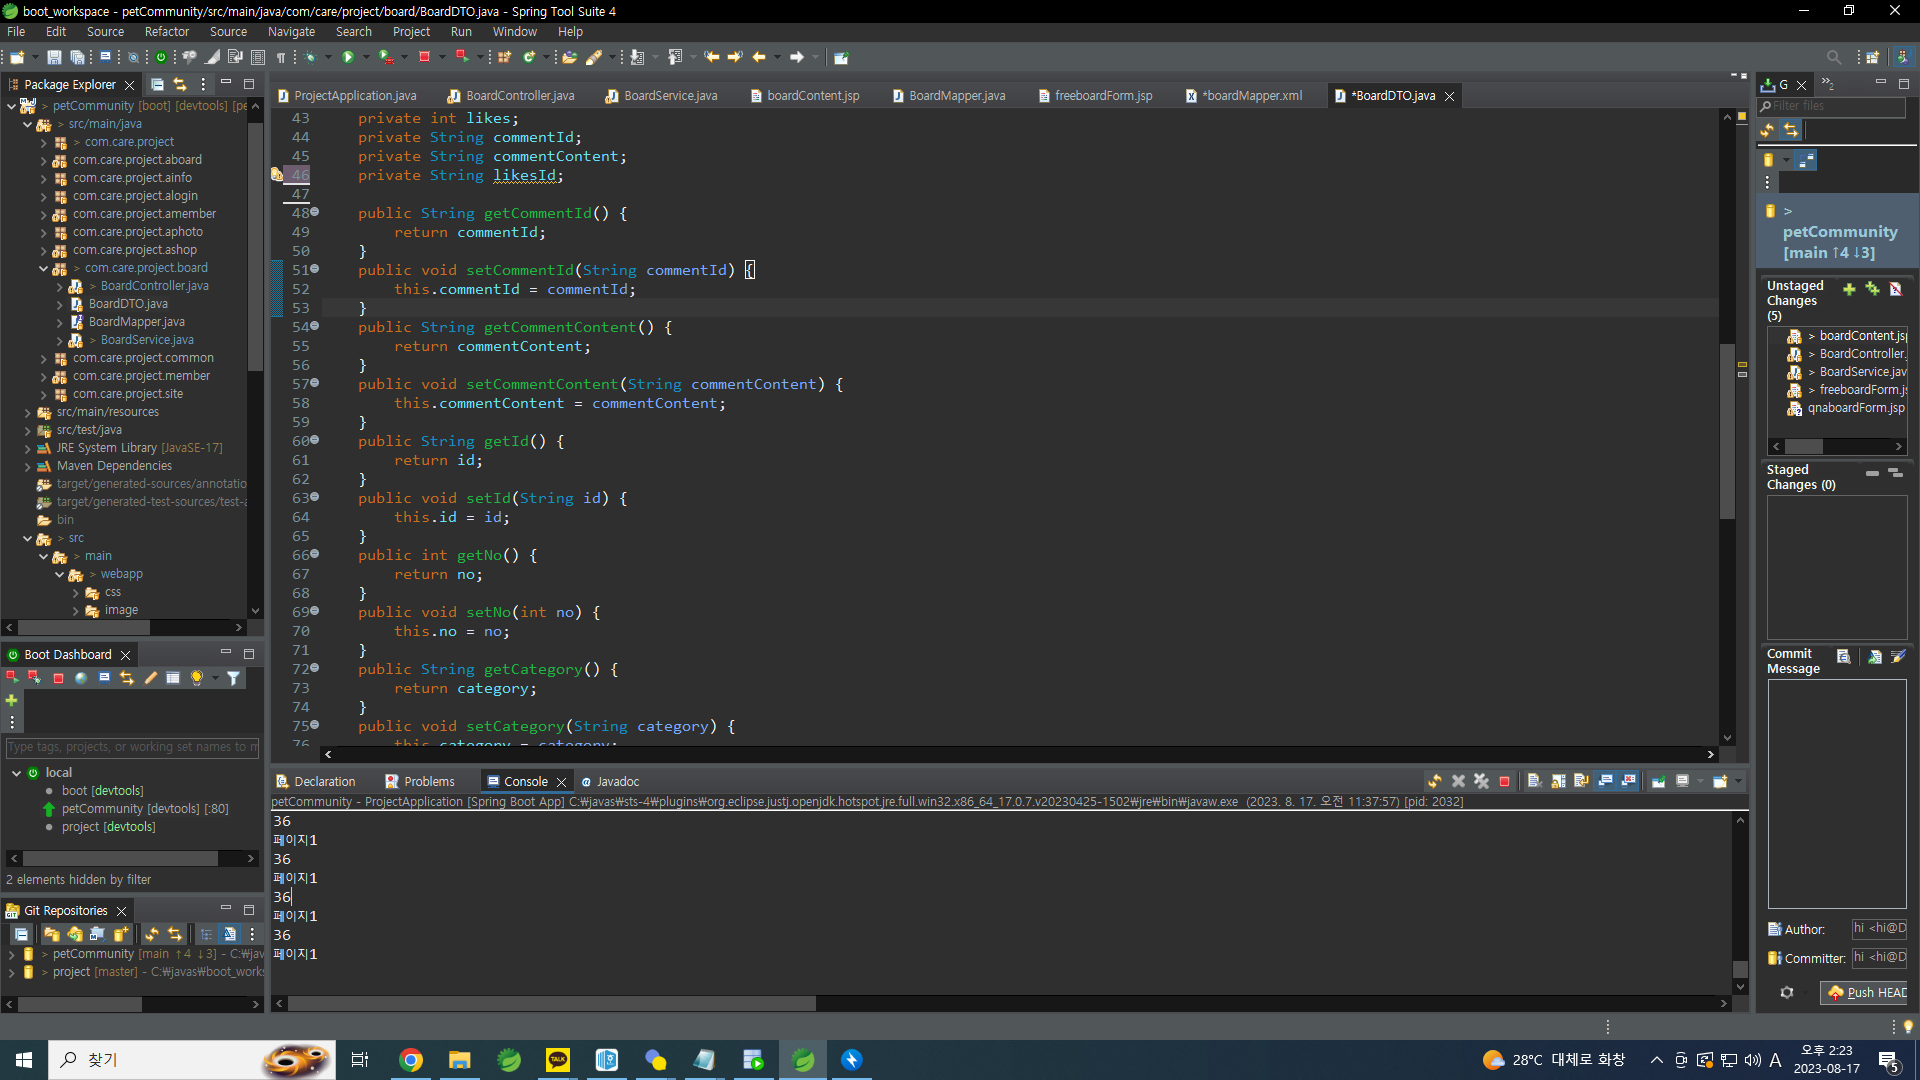 boot_workspace - petCommunity/src/main/java/com/care/project/board/BoardDTO.java - Spring Tool Suite 4
File Edit Source Refactor Source Navigate Search Project Run Window Help
Package Explorer
> petCommunity [boot] [devtools] [pe
> src/main/java
> com.care.project
com.care.project.aboard
com.care.project.ainfo
com.care.project.alogin
com.care.project.amember
com.care.project.aphoto
com.care.project.ashop
> com.care.project.board
> BoardController.java
BoardDTO.java
BoardMapper.java
> BoardService.java
com.care.project.common
com.care.project.member
com.care.project.site
src/main/resources
src/test/java
JRE System Library [JavaSE-17]
Maven Dependencies
target/generated-sources/annotatio
target/generated-test-sources/test-a
bin
> src
> main
> webapp
css
image
Boot Dashboard
Type tags, projects, or working set names to m
local
boot [devtools]
petCommunity [devtools] [:80]
project [devtools]
2 elements hidden by filter
Git Repositories
> petCommunity [main ↑4 ↓3] - C:₩jav
> project [master] - C:₩javas₩boot_works
ProjectApplication.java BoardController.java BoardService.java boardContent.jsp BoardMapper.java freeboardForm.jsp *boardMapper.xml *BoardDTO.java
43 private int likes;
44 private String commentId;
45 private String commentContent;
46 private String likesId;
47
48 public String getCommentId() {
49 return commentId;
50 }
51 public void setCommentId(String commentId) {
52 this.commentId = commentId;
53 }
54 public String getCommentContent() {
55 return commentContent;
56 }
57 public void setCommentContent(String commentContent) {
58 this.commentContent = commentContent;
59 }
60 public String getId() {
61 return id;
62 }
63 public void setId(String id) {
64 this.id = id;
65 }
66 public int getNo() {
67 return no;
68 }
69 public void setNo(int no) {
70 this.no = no;
71 }
72 public String getCategory() {
73 return category;
74 }
75 public void setCategory(String category) {
76 this.category = category;
Declaration Problems Console Javadoc
petCommunity - ProjectApplication [Spring Boot App] C:₩javas₩sts-4₩plugins₩org.eclipse.justj.openjdk.hotspot.jre.full.win32.x86_64_17.0.7.v20230425-1502₩jre₩bin₩javaw.exe (2023. 8. 17. 오전 11:37:57) [pid: 2032]
36
페이지1
36
페이지1
36
페이지1
36
페이지1
G
2
Filter files
>
petCommunity
[main ↑4 ↓3]
Unstaged
Changes
(5)
> boardContent.jsp
> BoardController.
> BoardService.jav
> freeboardForm.js
qnaboardForm.jsp
Staged
Changes (0)
Commit
Message
Author: hi <hi@D
Committer: hi <hi@D
Push HEAD
찾기
TALK
28°C 대체로 화창
A
오후 2:23
2023-08-17
5